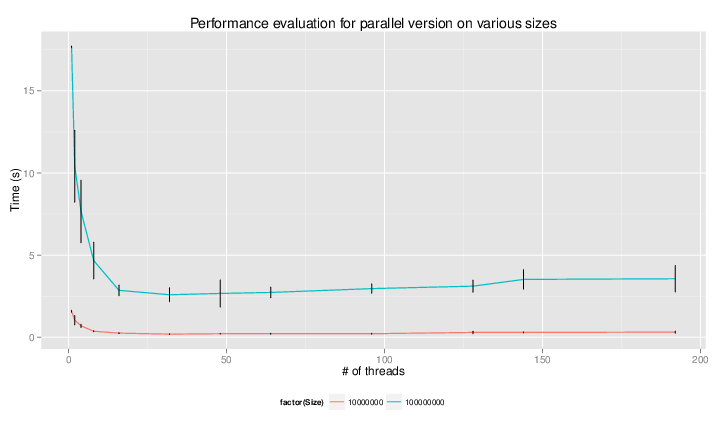 Performance evaluation for parallel version on various sizes
Time (s)
15
10
5
0
0 50 100 150 200
# of threads
factor(Size) 10000000 100000000